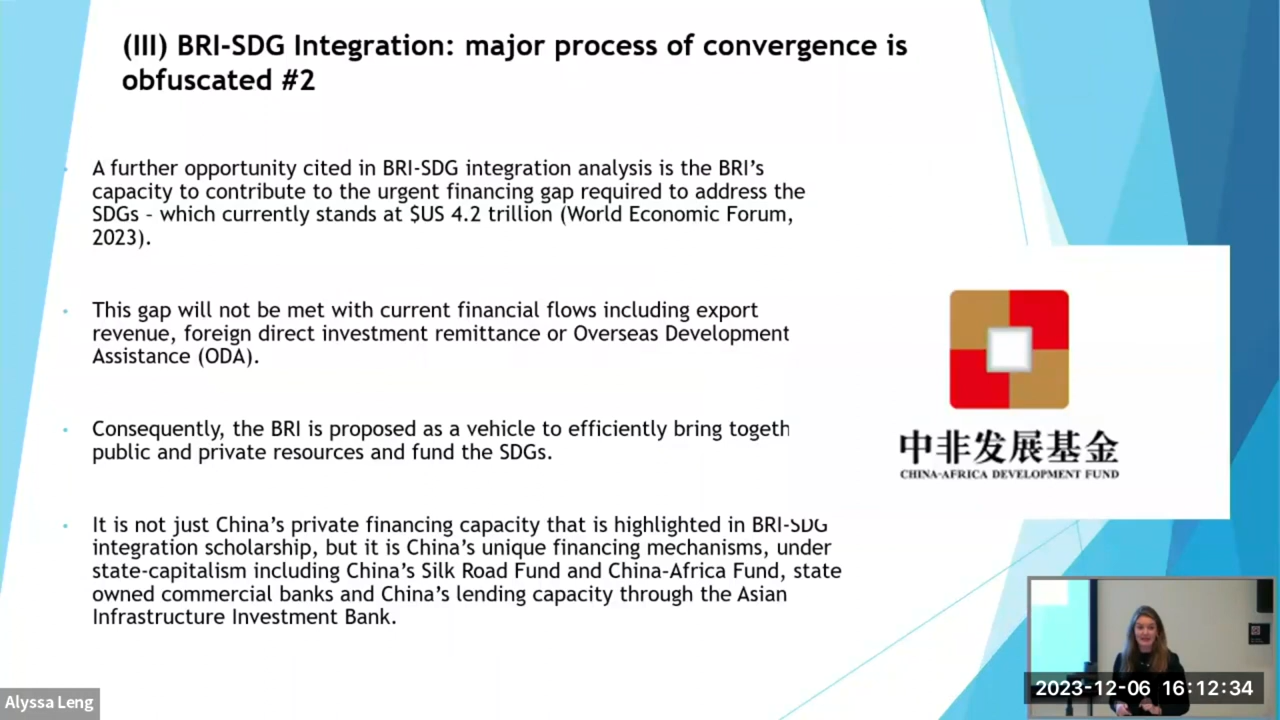 (III) BRI-SDG Integration: major process of convergence is
obfuscated #2
A further opportunity cited in BRI-SDG integration analysis is the BRI's
capacity to contribute to the urgent financing gap required to address the
SDGs - which currently stands at $US 4.2 trillion (World Economic Forum,
2023).
This gap will not be met with current financial flows including export
revenue, foreign direct investment remittance or Overseas Development
Assistance (ODA).
Consequently, the BRI is proposed as a vehicle to efficiently bring togeth
public and private resources and fund the SDGs.
It is not just China's private financing capacity that is highlighted in BRI-SDG
integration scholarship, but it is China's unique financing mechanisms, under
state-capitalism including China's Silk Road Fund and China-Africa Fund, state
owned commercial banks and China's lending capacity through the Asian
Infrastructure Investment Bank.
中非发展基金
CHINA-AFRICA DEVELOPMENT FUND
2023-12-06 16:12:34
Alyssa Leng